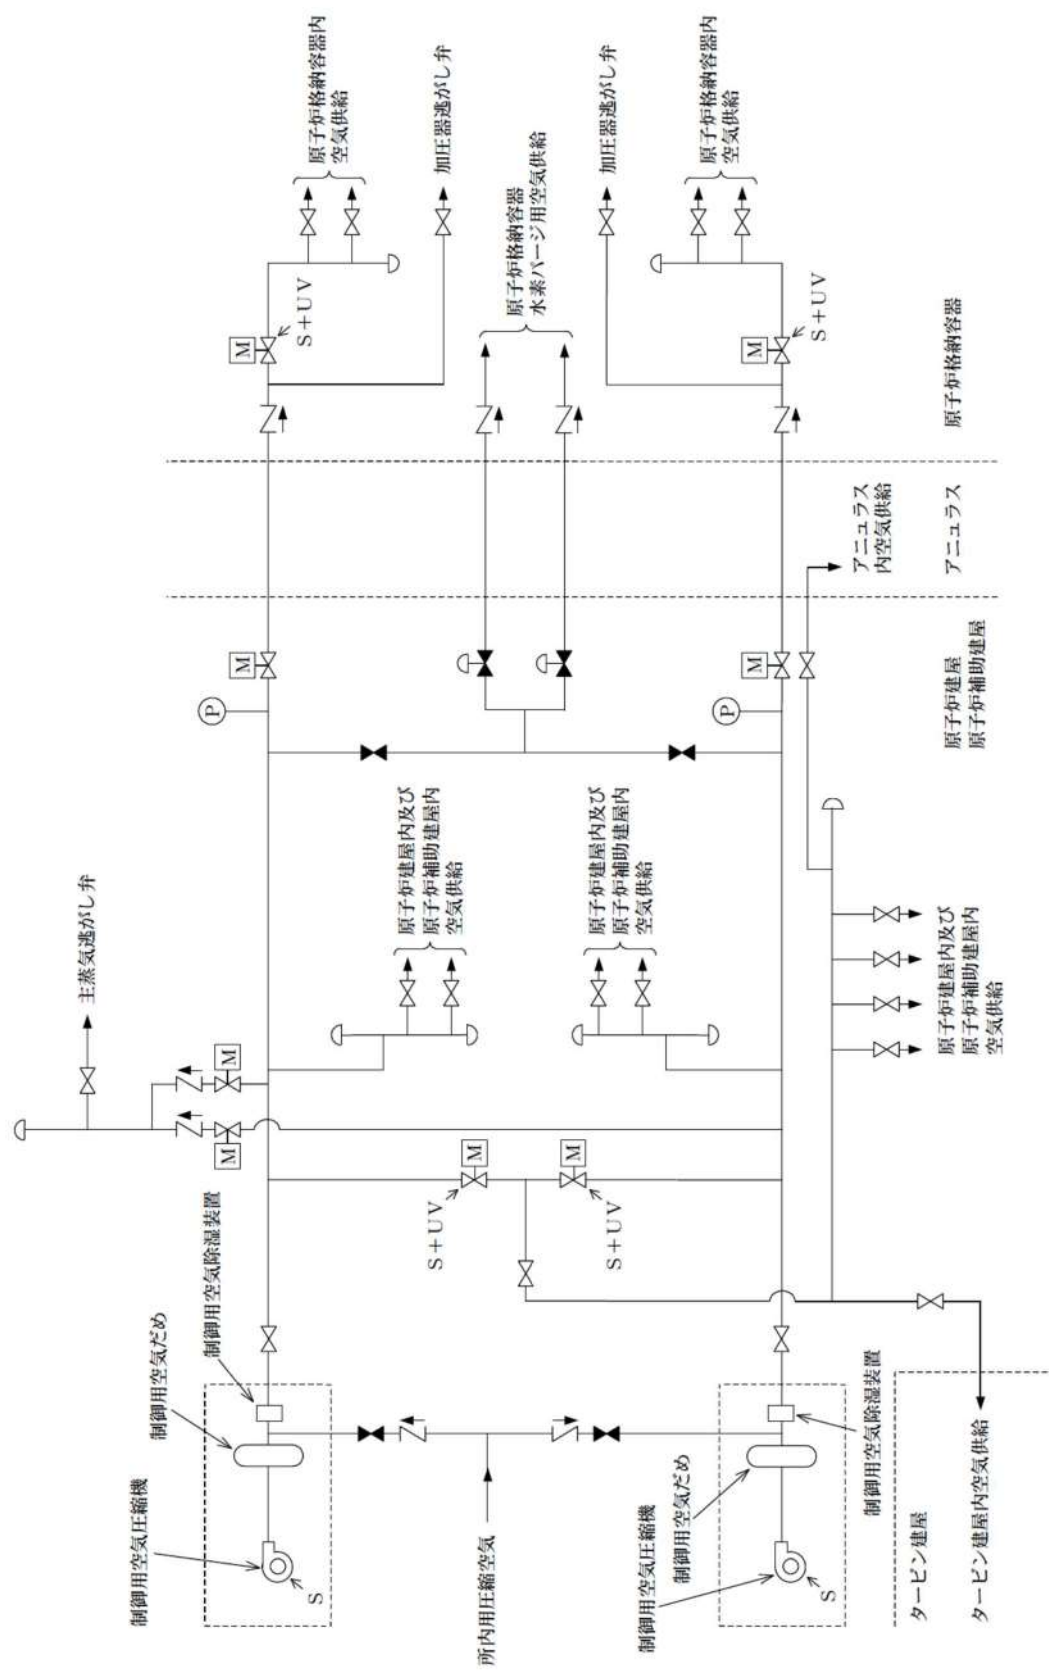 制御用空気圧縮機
制御用空気だめ
制御用空気除湿装置
S
主蒸気逃がし弁
M
M
S+UV
M
M
S+UV
原子炉建屋内及び
原子炉補助建屋内
空気供給
P
M
M
S+UV
原子炉格納容器内
空気供給
加圧器逃がし弁
原子炉格納容器
水素パージ用空気供給
加圧器逃がし弁
原子炉格納容器内
空気供給
M
S+UV
所内用圧縮空気
制御用空気圧縮機
制御用空気だめ
制御用空気除湿装置
S
原子炉建屋内及び
原子炉補助建屋内
空気供給
P
M
原子炉建屋内及び
原子炉補助建屋内
空気供給
アニュラス
内空気供給
タービン建屋
タービン建屋内空気供給
原子炉建屋
原子炉補助建屋
アニュラス
原子炉格納容器